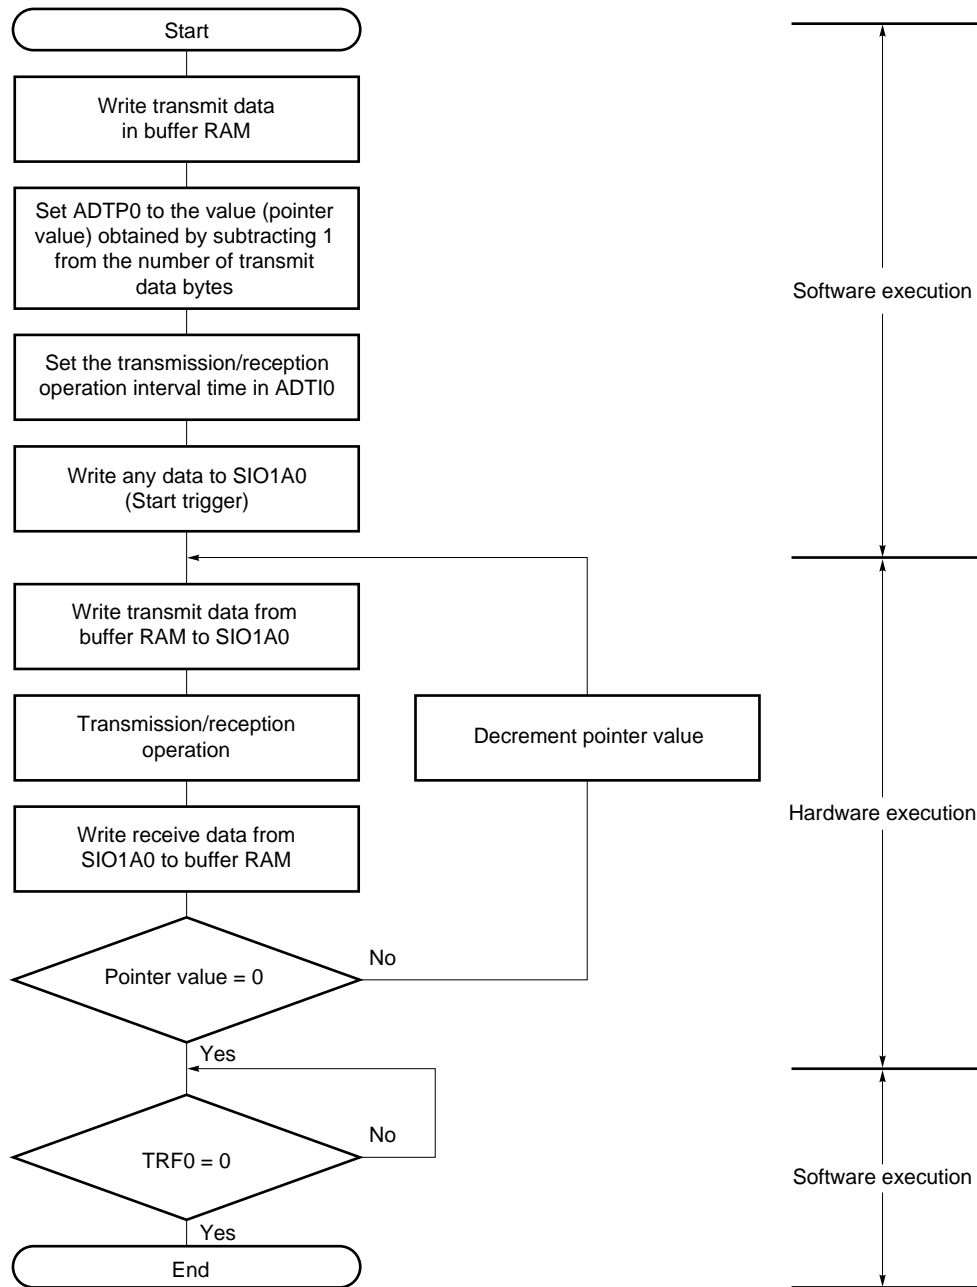 Start
Write transmit data
in buffer RAM
Set ADTP0 to the value (pointer
value) obtained by subtracting 1
from the number of transmit
data bytes
Software execution
Set the transmission/reception
operation interval time in ADTI0
Write any data to SIO1A0
(Start trigger)
Write transmit data from
buffer RAM to SIO1A0
Transmission/reception
operation
Decrement pointer value
Hardware execution
Write receive data from
SIO1A0 to buffer RAM
Pointer value = 0
No
Yes
TRF0 = 0
No
Software execution
Yes
End